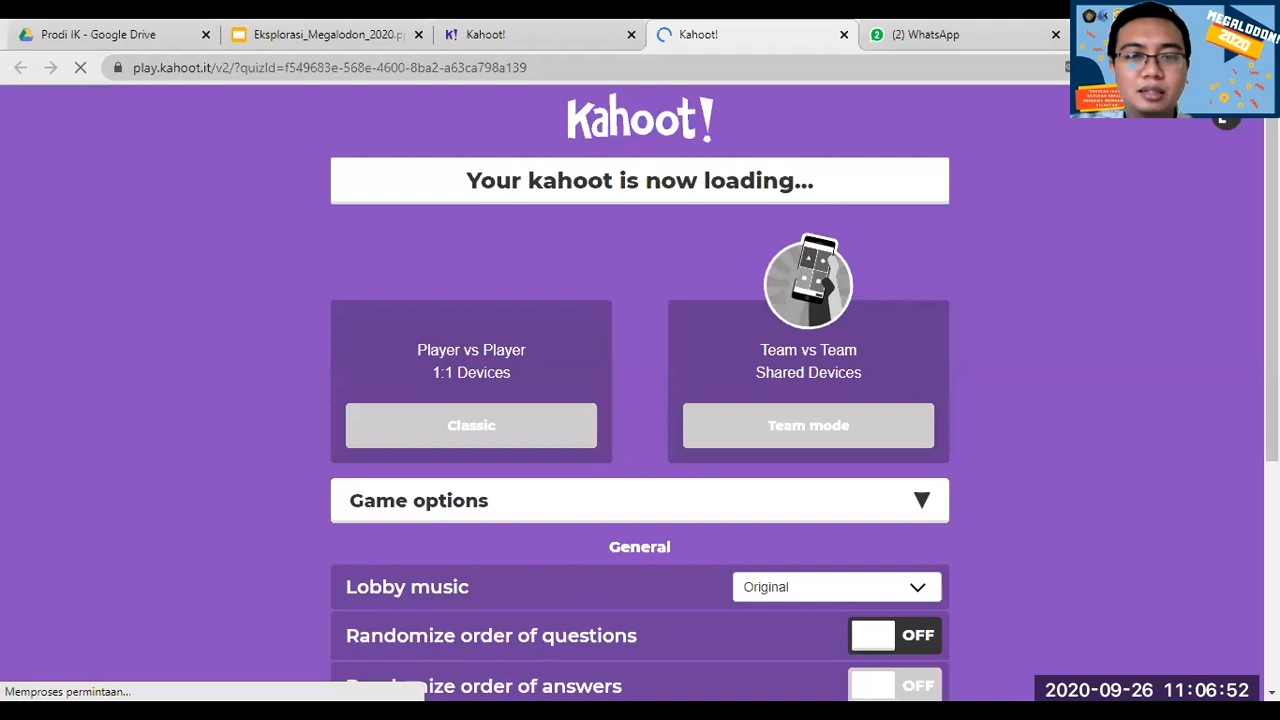 Prodi IK - Google Drive
Eksplorasi_Megalodon_2020.p
Kahoot!
Kahoot!
(2) WhatsApp
play.kahoot.it/v2/?quizId=f549683e-568e-4600-8b22-a63fa798a139
MEGALODON!
2020
Kahoot!
Your kahoot is now loading...
Player vs Player
1:1 Devices
Classic
Team vs Team
Shared Devices
Team mode
Game options
General
Lobby music
Original
Randomize order of questions
OFF
order of answers
OFF
Memproses permintaan...
2020-09-26 11:06:52